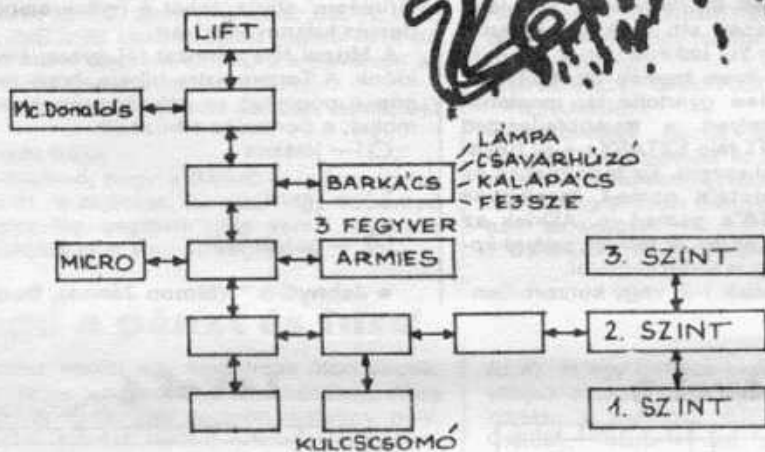 LIFT
Mc.Donalds
LÁMPA
CSAVARHÚZÓ
KALAPÁCS
FEJSZE
BARKÁCS
3 FEGYVER
MICRO
ARMIES
3. SZINT
2. SZINT
1. SZINT
KULCSCSOMÓ